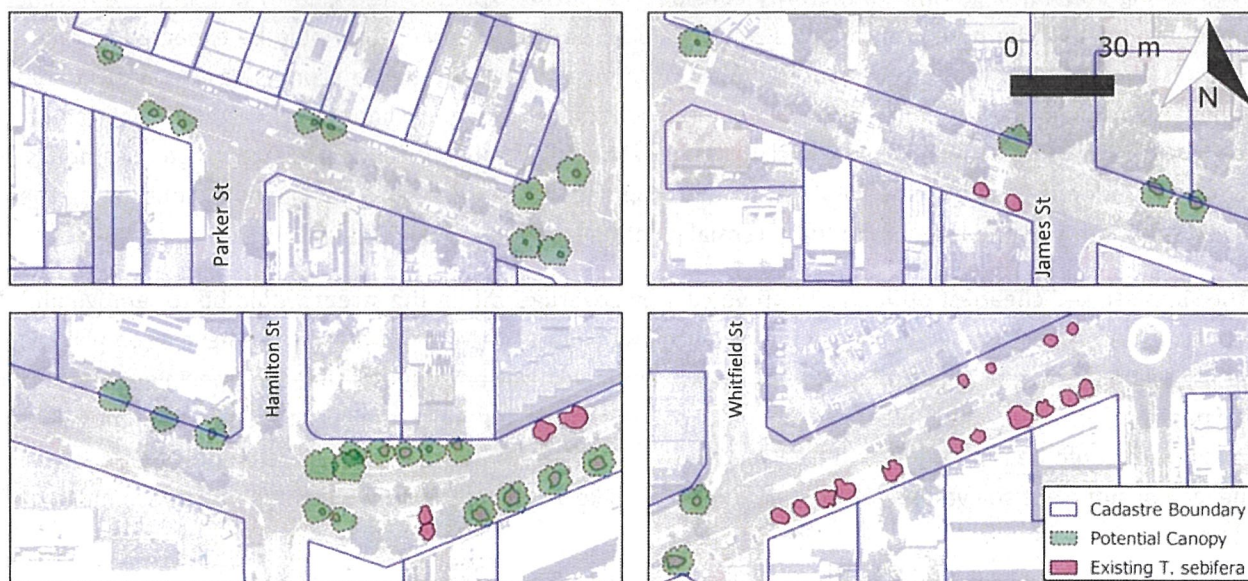 Parker St
0 30 m
N
James St
Hamilton St
Whitfield St
Cadastre Boundary
Potential Canopy
Existing T. sebifera